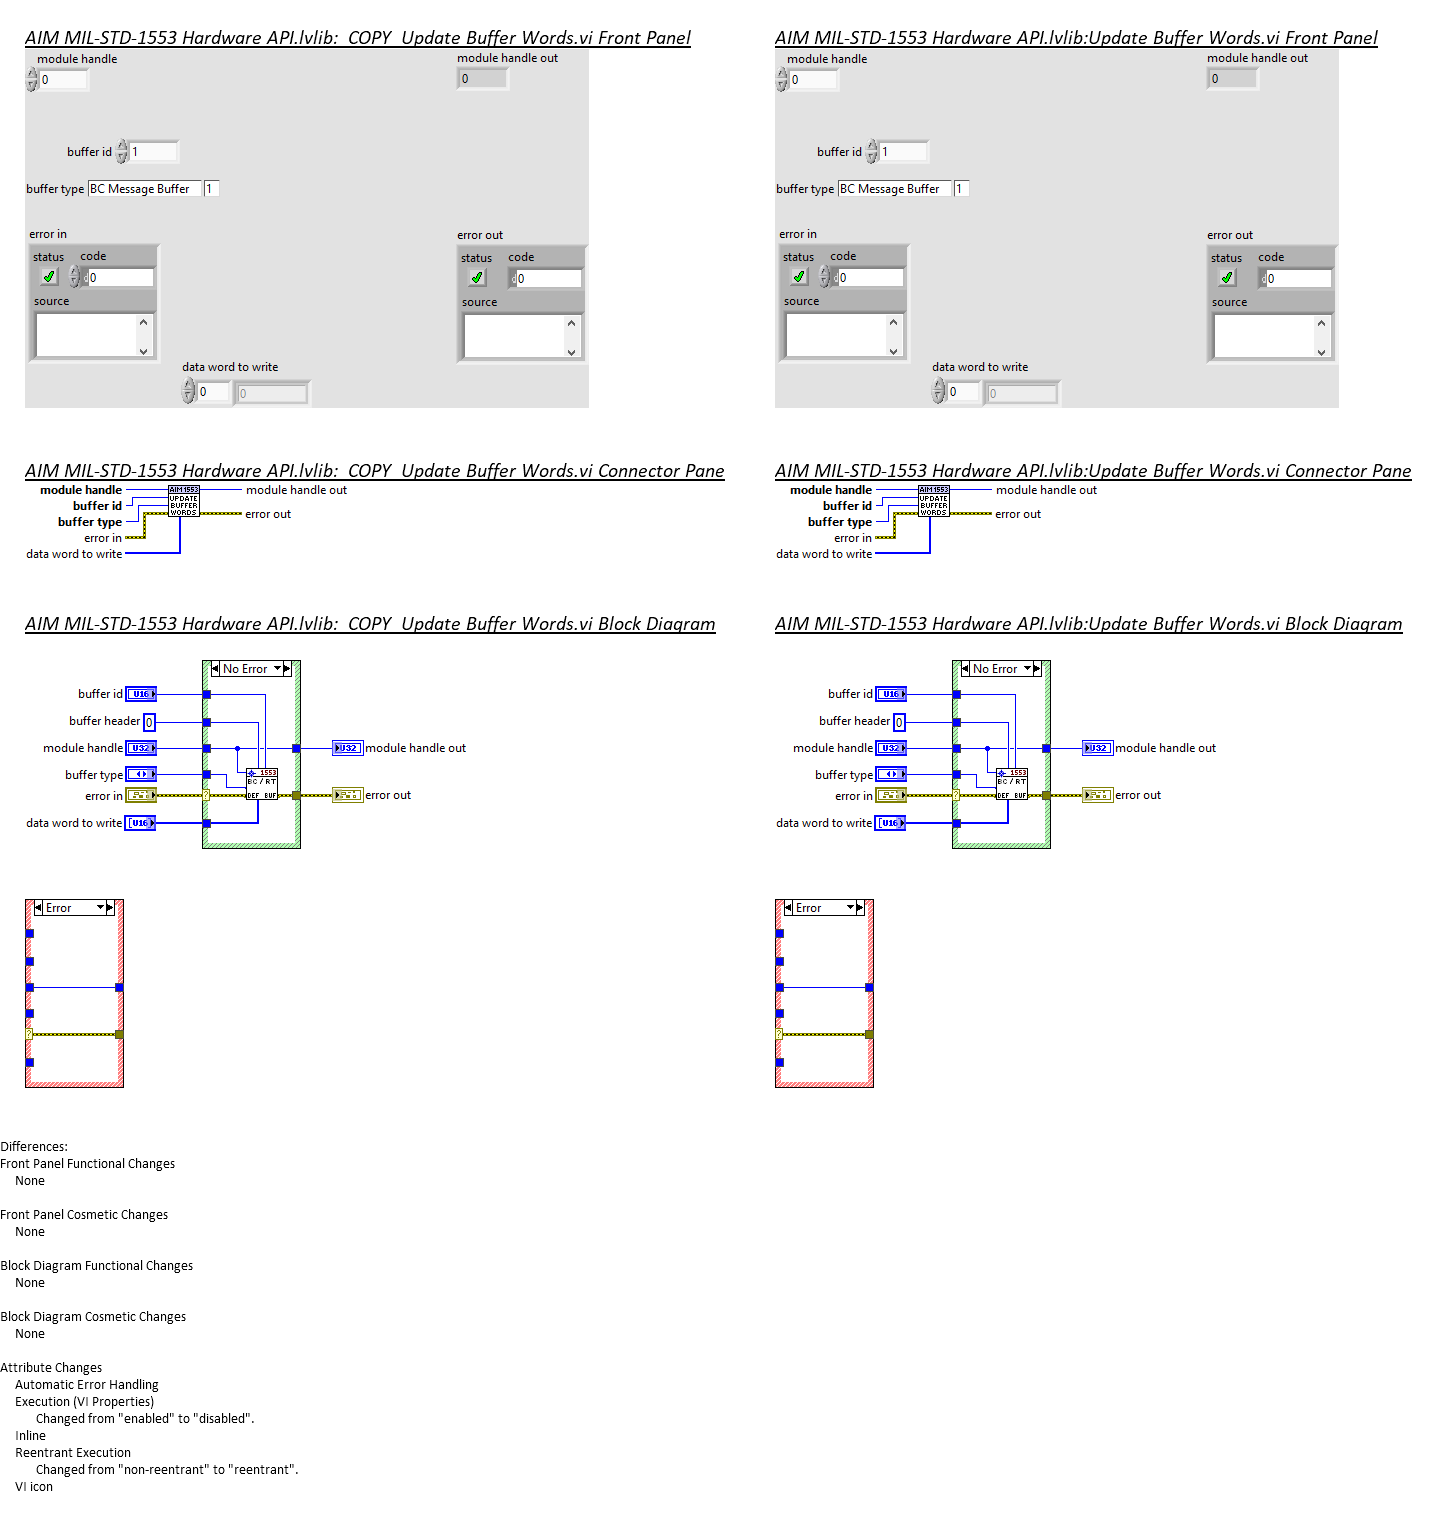 AIM MIL-STD-1553 Hardware API.lvlib:_COPY_Update Buffer Words.vi Front Panel
module handle
0
module handle out
0
buffer id
1
buffer type
BC Message Buffer
1
error in
status
code
0
source
error out
status
code
0
source
data word to write
0
0
AIM MIL-STD-1553 Hardware API.lvlib:Update Buffer Words.vi Front Panel
module handle
0
module handle out
0
buffer id
1
buffer type
BC Message Buffer
1
error in
status
code
0
source
error out
status
code
0
source
data word to write
0
0
AIM MIL-STD-1553 Hardware API.lvlib:_COPY_Update Buffer Words.vi Connector Pane
module handle
buffer id
buffer type
error in
data word to write
AIM1553
UPDATE
BUFFER
WORDS
module handle out
error out
AIM MIL-STD-1553 Hardware API.lvlib:Update Buffer Words.vi Connector Pane
module handle
buffer id
buffer type
error in
data word to write
AIM1553
UPDATE
BUFFER
WORDS
module handle out
error out
AIM MIL-STD-1553 Hardware API.lvlib:_COPY_Update Buffer Words.vi Block Diagram
No Error
buffer id
U16
buffer header
0
module handle
U32
U32
module handle out
buffer type
1553
BC/RT
DEF BUF
error in
?
error out
data word to write
[U16]
Error
?
AIM MIL-STD-1553 Hardware API.lvlib:Update Buffer Words.vi Block Diagram
No Error
buffer id
U16
buffer header
0
module handle
U32
U32
module handle out
buffer type
1553
BC/RT
DEF BUF
error in
?
error out
data word to write
[U16]
Error
?
Differences:
Front Panel Functional Changes
None
Front Panel Cosmetic Changes
None
Block Diagram Functional Changes
None
Block Diagram Cosmetic Changes
None
Attribute Changes
Automatic Error Handling
Execution (VI Properties)
Changed from "enabled" to "disabled".
Inline
Reentrant Execution
Changed from "non-reentrant" to "reentrant".
VI icon